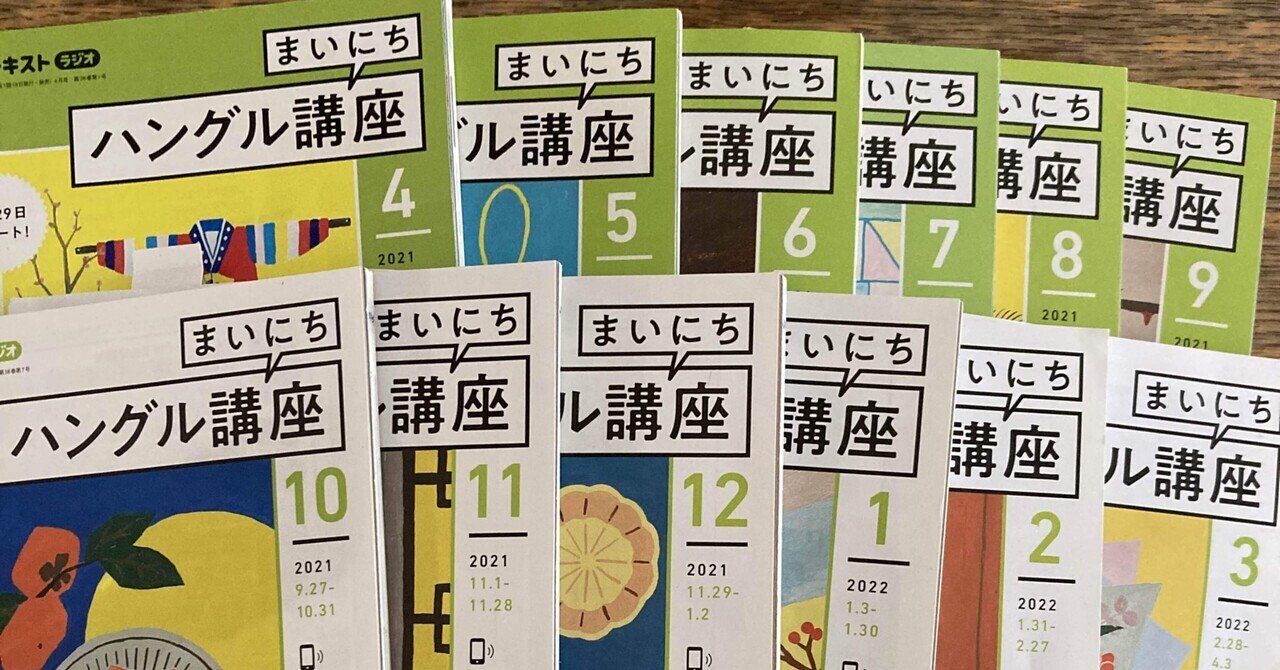 キスト ラジオ
まいにち
ハングル講座
29日
ート!
4
2021
まいにち
グル講座
5
まいにち
ル講座
6
いにち
講座
7
いにち
講座
8
2021
まいにち
講座
9
2021
ジオ
まいにち
ハングル講座
10
2021
9.27-
10.31
まいにち
講座
11
2021
11.1-
11.28
まいにち
ル講座
12
2021
11.29-
1.2
いにち
講座
1
2022
1.3-
1.30
いにち
講座
2
2022
1.31-
2.27
まいにち
ル講座
3
2022
2.28-
4.3